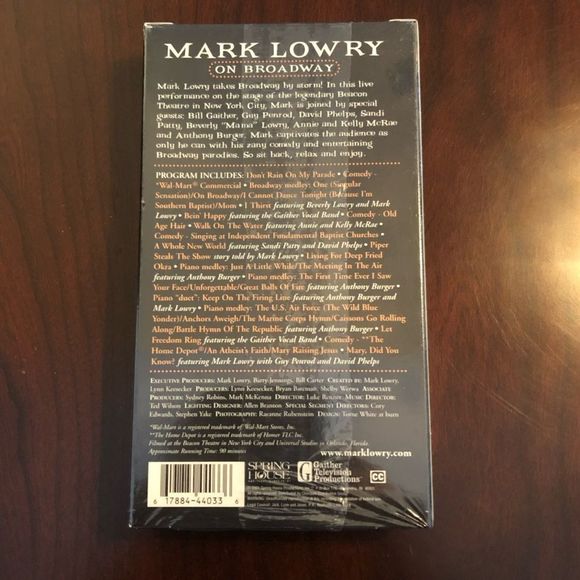 MARK LOWRY
ON BROADWAY
Mark Lowry takes Broadway by storm! In this live
performance on the stage of the legendary Beacon
Theatre in New York City, Mark is joined by special
guests: Bill Gaither, Guy Penrod, David Phelps, Sandi
Patty, Beverly "Mama" Lowry, Annie and Kelly McRae
and Anthony Burger. Mark captivates the audience as
only he can with his zany comedy and entertaining
Broadway parodies. So sit back, relax and enjoy.
PROGRAM INCLUDES: Don't Rain On My Parade • Comedy -
*Wal-Mart® Commercial • Broadway medley: One (Singular
Sensation)/On Broadway/I Cannot Dance Tonight (Because I'm
Southern Baptist)/Mom • I Thirst featuring Beverly Lowry and Mark
Lowry • Bein' Happy featuring the Gaither Vocal Band • Comedy - Old
Age Hair • Walk On The Water featuring Annie and Kelly McRae •
Comedy - Singing at Independent Fundamental Baptist Churches •
A Whole New World featuring Sandi Patty and David Phelps • Piper
Steals The Show story told by Mark Lowry • Living For Deep Fried
Okra • Piano medley: Just A Little While/The Meeting In The Air
featuring Anthony Burger • Piano medley: The First Time Ever I Saw
Your Face/Unforgettable/Great Balls Of Fire featuring Anthony Burger •
Piano "duet": Keep On The Firing Line featuring Anthony Burger and
Mark Lowry • Piano medley: The U.S. Air Force (The Wild Blue
Yonder)/Anchors Aweigh/The Marine Corps Hymn/Caissons Go Rolling
Along/Battle Hymn Of The Republic featuring Anthony Burger • Let
Freedom Ring featuring the Gaither Vocal Band • Comedy - **The
Home Depot®/An Atheist's Faith/Mary Raising Jesus • Mary, Did You
Know? featuring Mark Lowry with Guy Penrod and David Phelps
EXECUTIVE PRODUCERS: Mark Lowry, Barry Jennings, Bill Carter CREATED BY: Mark Lowry,
Lynn Keesecker PRODUCERS: Lynn Keesecker, Bryan Bateman, Shelby Werwa ASSOCIATE
PRODUCERS: Sydney Robins, Mark McKenna DIRECTOR: Luke Renner MUSIC DIRECTOR:
Ted Wilson LIGHTING DESIGNER: Allen Branton SPECIAL SEGMENT DIRECTORS: Cory
Edwards, Stephen Yake PHOTOGRAPHY: Racanne Rubenstein DESIGN: Torne White at burn
*Wal-Mart is a registered trademark of Wal-Mart Stores, Inc.
**The Home Depot is a registered trademark of Homer TLC Inc.
Filmed at the Beacon Theatre in New York City and Universal Studios in Orlando, Florida.
Approximate Running Time: 90 minutes
www.marklowry.com
SPRING HOUSE
Gaither Television Productions
CC
6 17884-44033 6